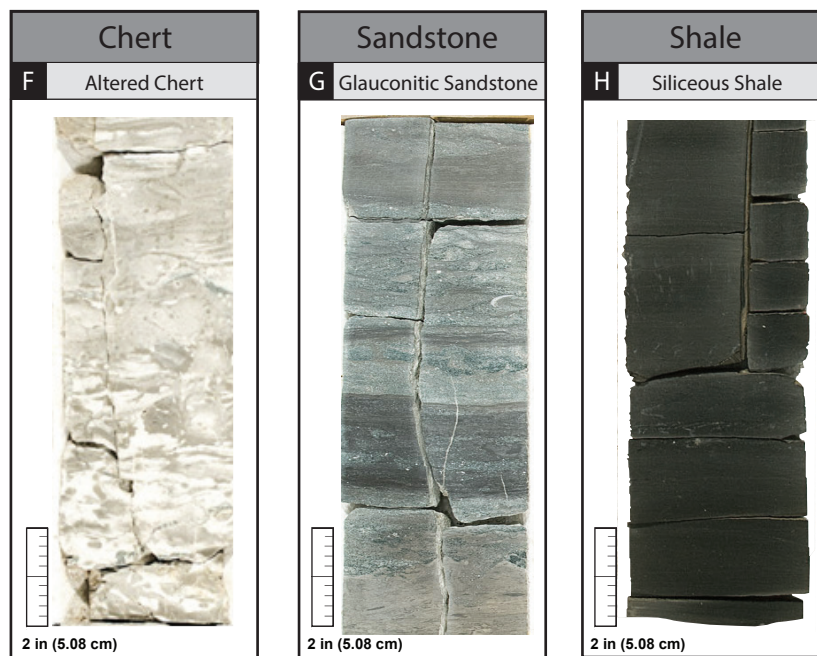 Chert
F Altered Chert
2 in (5.08 cm)
Sandstone
G Glauconitic Sandstone
2 in (5.08 cm)
Shale
H Siliceous Shale
2 in (5.08 cm)